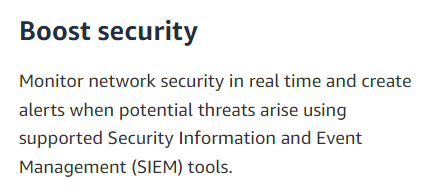 Boost security
Monitor network security in real time and create
alerts when potential threats arise using
supported Security Information and Event
Management (SIEM) tools.